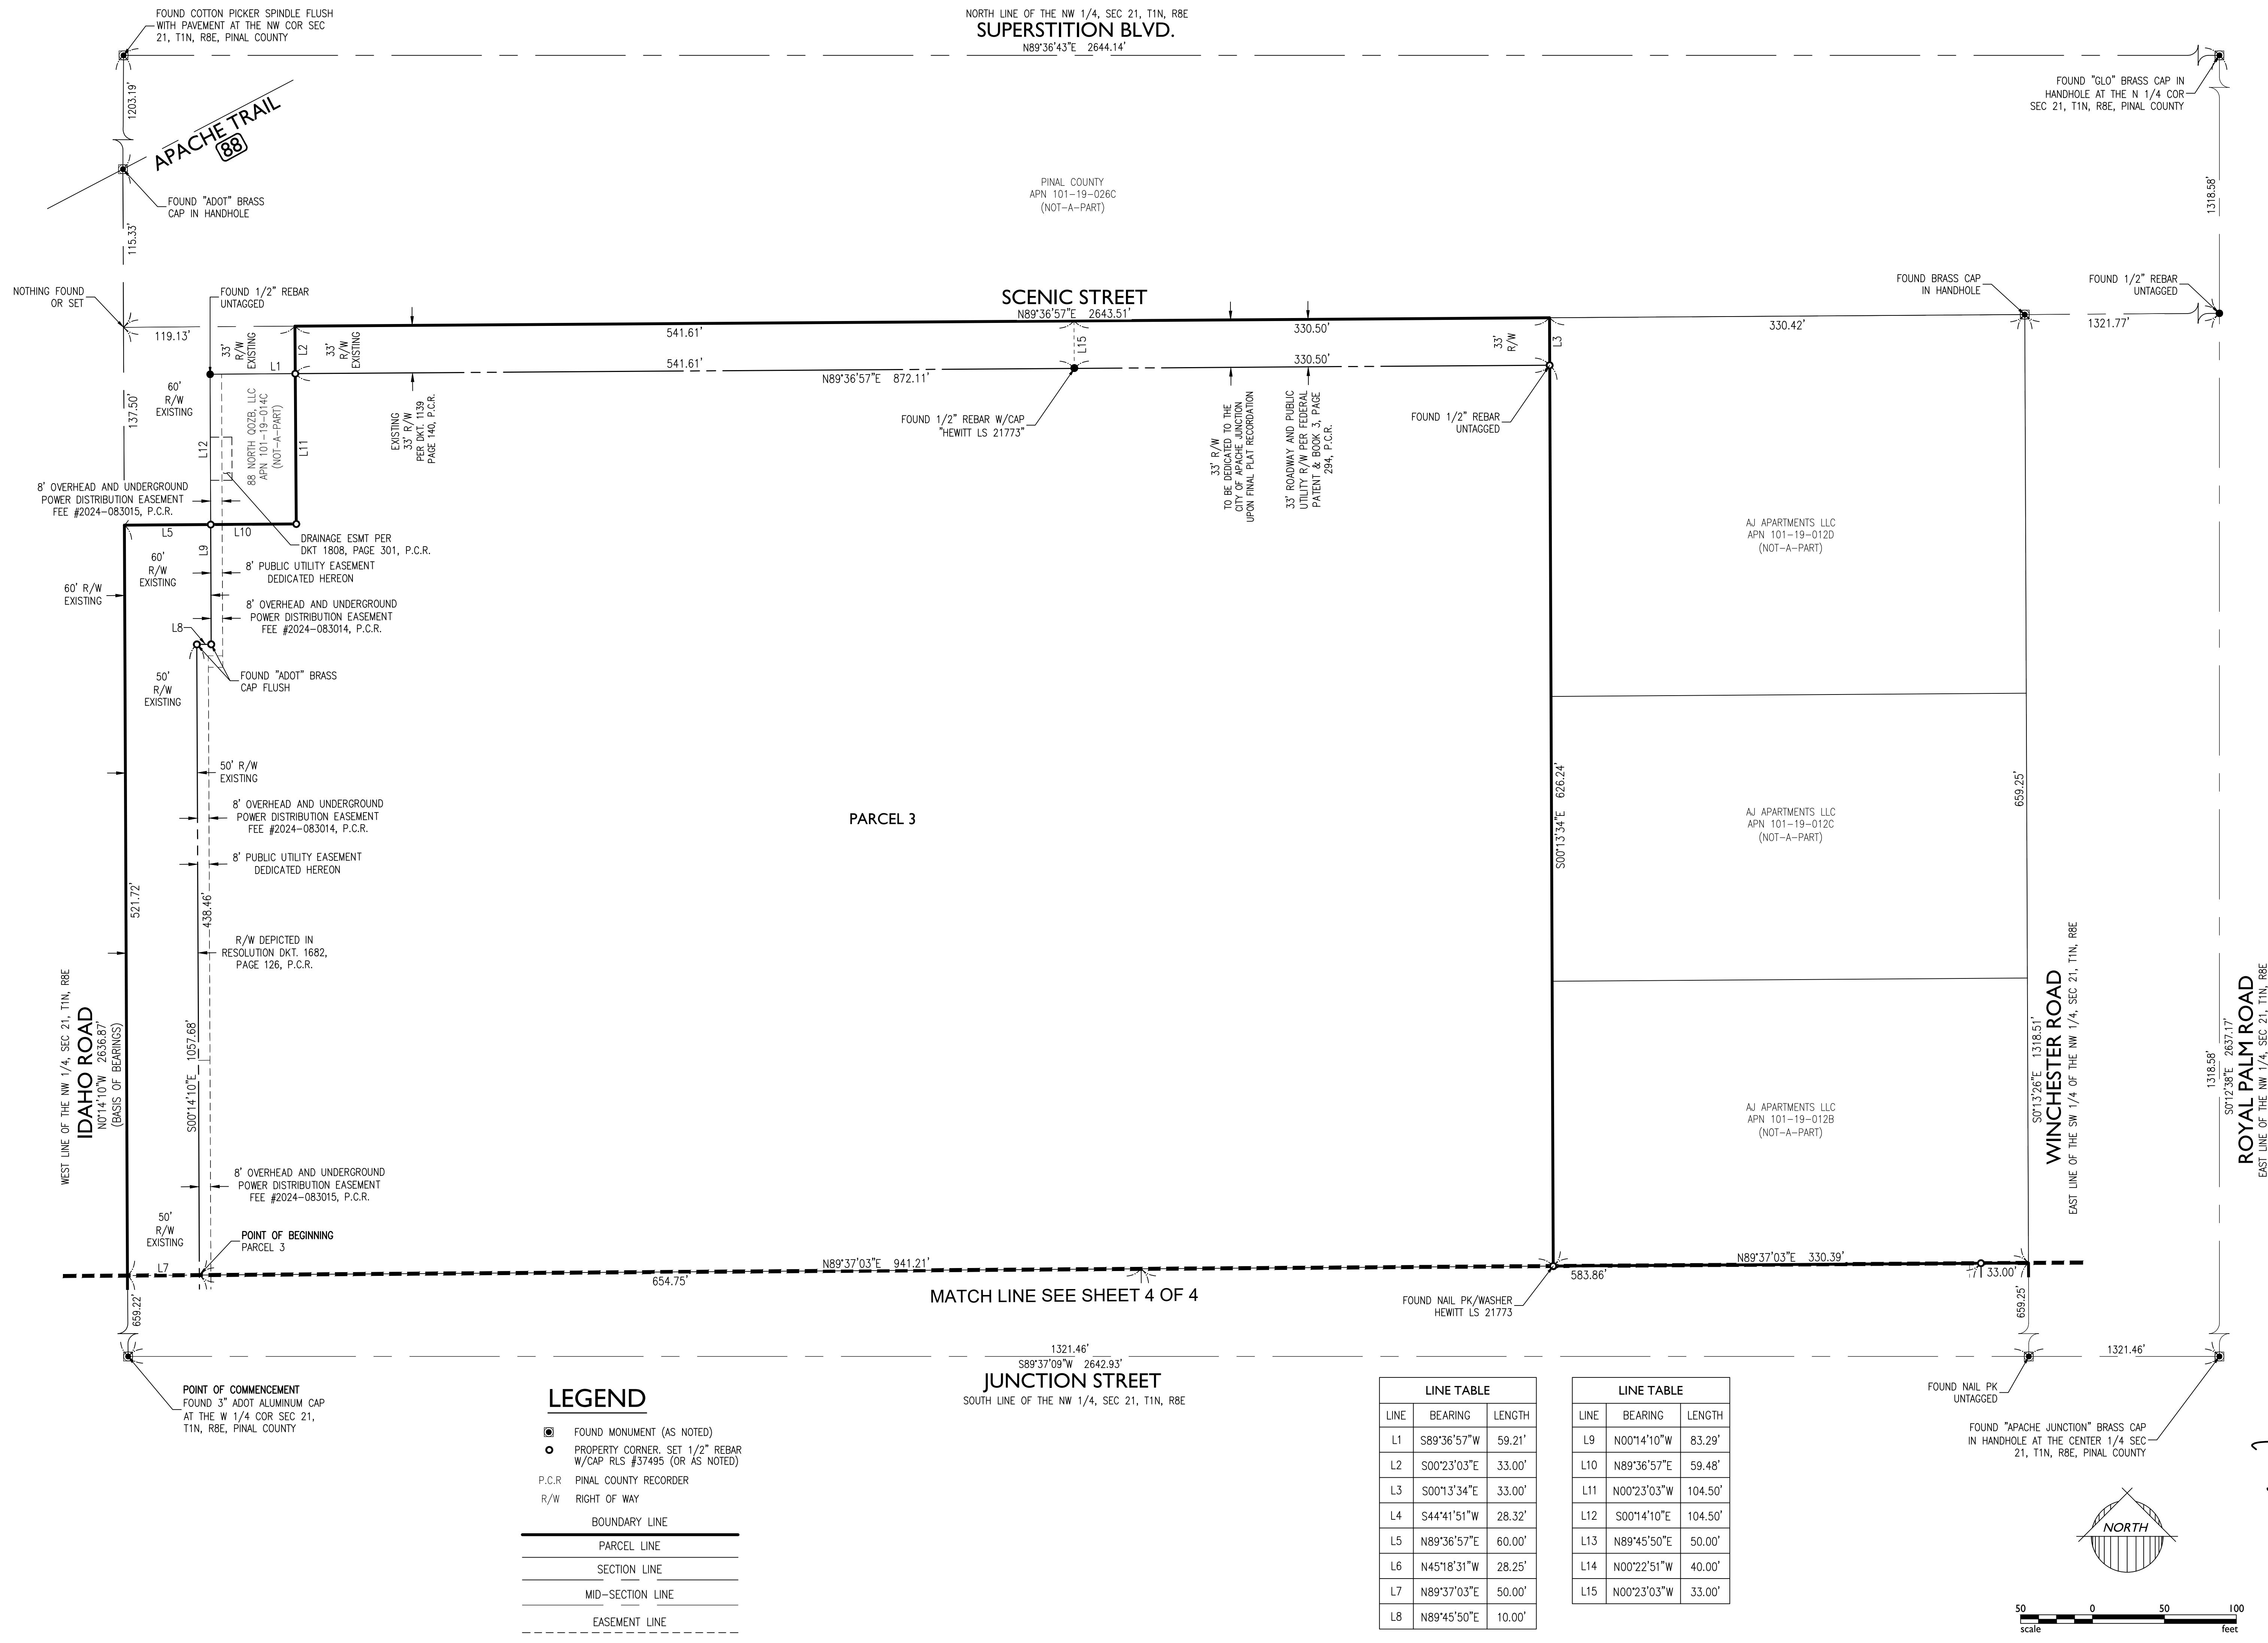 FOUND COTTON PICKER SPINDLE FLUSH
WITH PAVEMENT AT THE NW COR SEC
21, T1N, R8E, PINAL COUNTY
NORTH LINE OF THE NW 1/4, SEC 21, T1N, R8E
SUPERSTITION BLVD.
N89°36'43"E 2644.14'
FOUND "GLO" BRASS CAP IN
HANDHOLE AT THE N 1/4 COR
SEC 21, T1N, R8E, PINAL COUNTY
1203.19'
APACHE TRAIL
88
FOUND "ADOT" BRASS
CAP IN HANDHOLE
115.33'
PINAL COUNTY
APN 101-19-026C
(NOT-A-PART)
1318.58'
NOTHING FOUND
OR SET
FOUND 1/2" REBAR
UNTAGGED
119.13'
SCENIC STREET
N89°36'57"E 2643.51'
541.61'
330.50'
FOUND BRASS CAP
IN HANDHOLE
FOUND 1/2" REBAR
UNTAGGED
330.42'
1321.77'
33'
R/W
EXISTING
L2
33'
R/W
EXISTING
L1
541.61'
N89°36'57"E 872.11'
L15
330.50'
33'
R/W
L3
60'
R/W
EXISTING
137.50'
L12
88 NORTH QOZB, LLC
APN 101-19-014C
(NOT-A-PART)
L11
EXISTING
33' R/W
PER DKT. 1139
PAGE 140, P.C.R.
FOUND 1/2" REBAR W/CAP
"HEWITT LS 21773"
33' R/W
TO BE DEDICATED TO THE
CITY OF APACHE JUNCTION
UPON FINAL PLAT RECORDATION
33' ROADWAY AND PUBLIC
UTILITY R/W PER FEDERAL
PATENT & BOOK 3, PAGE
294, P.C.R.
FOUND 1/2" REBAR
UNTAGGED
8' OVERHEAD AND UNDERGROUND
POWER DISTRIBUTION EASEMENT
FEE #2024-083015, P.C.R.
L5
L10
L9
DRAINAGE ESMT PER
DKT 1808, PAGE 301, P.C.R.
60'
R/W
EXISTING
8' PUBLIC UTILITY EASEMENT
DEDICATED HEREON
60' R/W
EXISTING
8' OVERHEAD AND UNDERGROUND
POWER DISTRIBUTION EASEMENT
FEE #2024-083014, P.C.R.
L8
FOUND "ADOT" BRASS
CAP FLUSH
50'
R/W
EXISTING
AJ APARTMENTS LLC
APN 101-19-012D
(NOT-A-PART)
50' R/W
EXISTING
8' OVERHEAD AND UNDERGROUND
POWER DISTRIBUTION EASEMENT
FEE #2024-083014, P.C.R.
8' PUBLIC UTILITY EASEMENT
DEDICATED HEREON
PARCEL 3
S00°13'34"E 626.24'
AJ APARTMENTS LLC
APN 101-19-012C
(NOT-A-PART)
659.25'
521.72'
438.46'
R/W DEPICTED IN
RESOLUTION DKT. 1682,
PAGE 126, P.C.R.
WEST LINE OF THE NW 1/4, SEC 21, T1N, R8E
IDAHO ROAD
N0°14'10"W 2636.87'
(BASIS OF BEARINGS)
S00°14'10"E 1057.68'
AJ APARTMENTS LLC
APN 101-19-012B
(NOT-A-PART)
S0°13'26"E 1318.51'
WINCHESTER ROAD
EAST LINE OF THE SW 1/4 OF THE NW 1/4, SEC 21, T1N, R8E
1318.58'
S0°12'38"E 2637.17'
ROYAL PALM ROAD
EAST LINE OF THE NW 1/4, SEC 21, T1N, R8E
8' OVERHEAD AND UNDERGROUND
POWER DISTRIBUTION EASEMENT
FEE #2024-083015, P.C.R.
50'
R/W
EXISTING
POINT OF BEGINNING
PARCEL 3
L7
N89°37'03"E 941.21'
654.75'
583.86'
N89°37'03"E 330.39'
33.00'
MATCH LINE SEE SHEET 4 OF 4
FOUND NAIL PK/WASHER
HEWITT LS 21773
659.22'
659.25'
1321.46'
S89°37'09"W 2642.93'
JUNCTION STREET
SOUTH LINE OF THE NW 1/4, SEC 21, T1N, R8E
1321.46'
POINT OF COMMENCEMENT
FOUND 3" ADOT ALUMINUM CAP
AT THE W 1/4 COR SEC 21,
T1N, R8E, PINAL COUNTY
FOUND NAIL PK
UNTAGGED
FOUND "APACHE JUNCTION" BRASS CAP
IN HANDHOLE AT THE CENTER 1/4 SEC
21, T1N, R8E, PINAL COUNTY
LEGEND
FOUND MONUMENT (AS NOTED)
PROPERTY CORNER. SET 1/2" REBAR
W/CAP RLS #37495 (OR AS NOTED)
P.C.R PINAL COUNTY RECORDER
R/W RIGHT OF WAY
BOUNDARY LINE
PARCEL LINE
SECTION LINE
MID-SECTION LINE
EASEMENT LINE
LINE TABLE
LINE BEARING LENGTH
L1 S89°36'57"W 59.21'
L2 S00°23'03"E 33.00'
L3 S00°13'34"E 33.00'
L4 S44°41'51"W 28.32'
L5 N89°36'57"E 60.00'
L6 N45°18'31"W 28.25'
L7 N89°37'03"E 50.00'
L8 N89°45'50"E 10.00'
LINE TABLE
LINE BEARING LENGTH
L9 N00°14'10"W 83.29'
L10 N89°36'57"E 59.48'
L11 N00°23'03"W 104.50'
L12 S00°14'10"E 104.50'
L13 N89°45'50"E 50.00'
L14 N00°22'51"W 40.00'
L15 N00°23'03"W 33.00'
NORTH
50 0 50 100
scale feet